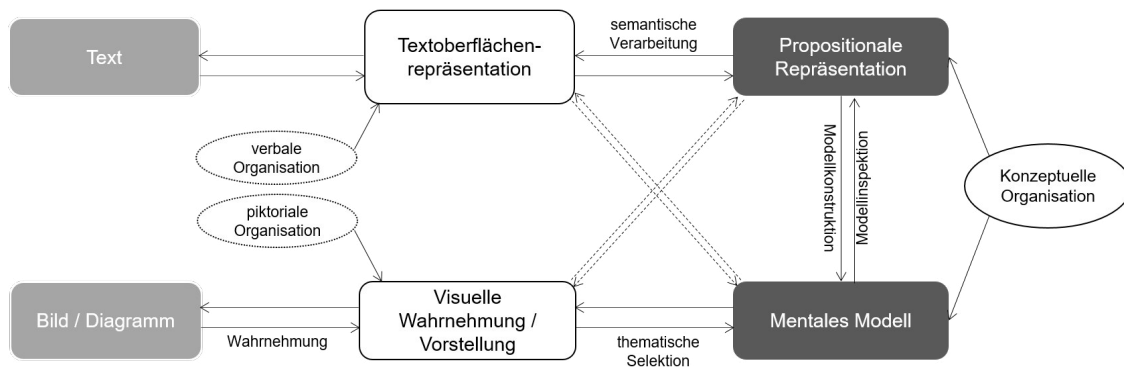 Text
Textoberflächen-
repräsentation
semantische
Verarbeitung
Propositionale
Repräsentation
verbale
Organisation
piktoriale
Organisation
Modellkonstruktion
Modellinspektion
Konzeptuelle
Organisation
Bild / Diagramm
Wahrnehmung
Visuelle
Wahrnehmung /
Vorstellung
thematische
Selektion
Mentales Modell